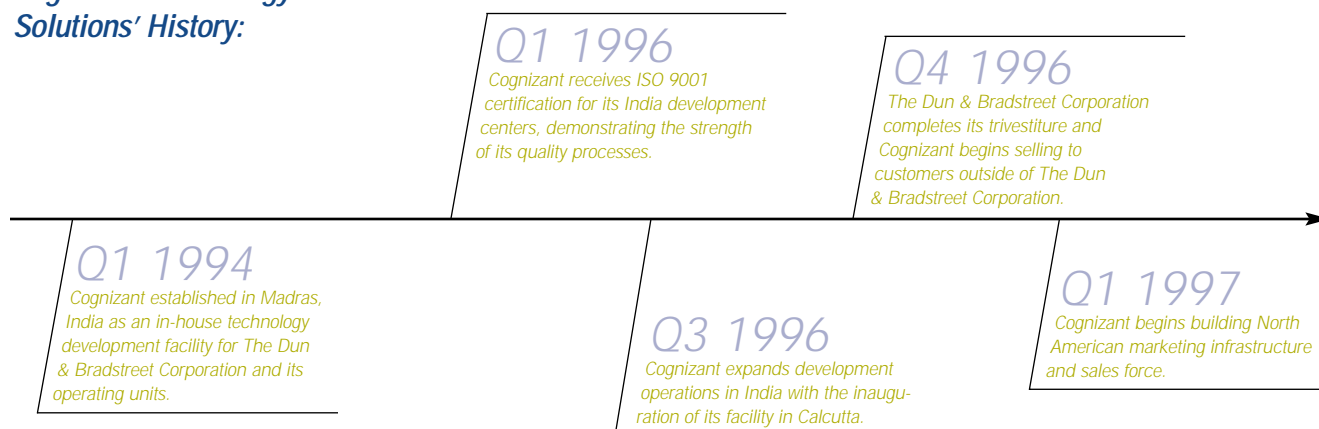 Solutions' History:
Q1 1996
Cognizant receives ISO 9001
certification for its India development
centers, demonstrating the strength
of its quality processes.
Q4 1996
The Dun & Bradstreet Corporation
completes its trivestiture and
Cognizant begins selling to
customers outside of The Dun
& Bradstreet Corporation.
Q1 1994
Cognizant established in Madras,
India as an in-house technology
development facility for The Dun
& Bradstreet Corporation and its
operating units.
Q3 1996
Cognizant expands development
operations in India with the inaugu-
ration of its facility in Calcutta.
Q1 1997
Cognizant begins building North
American marketing infrastructure
and sales force.